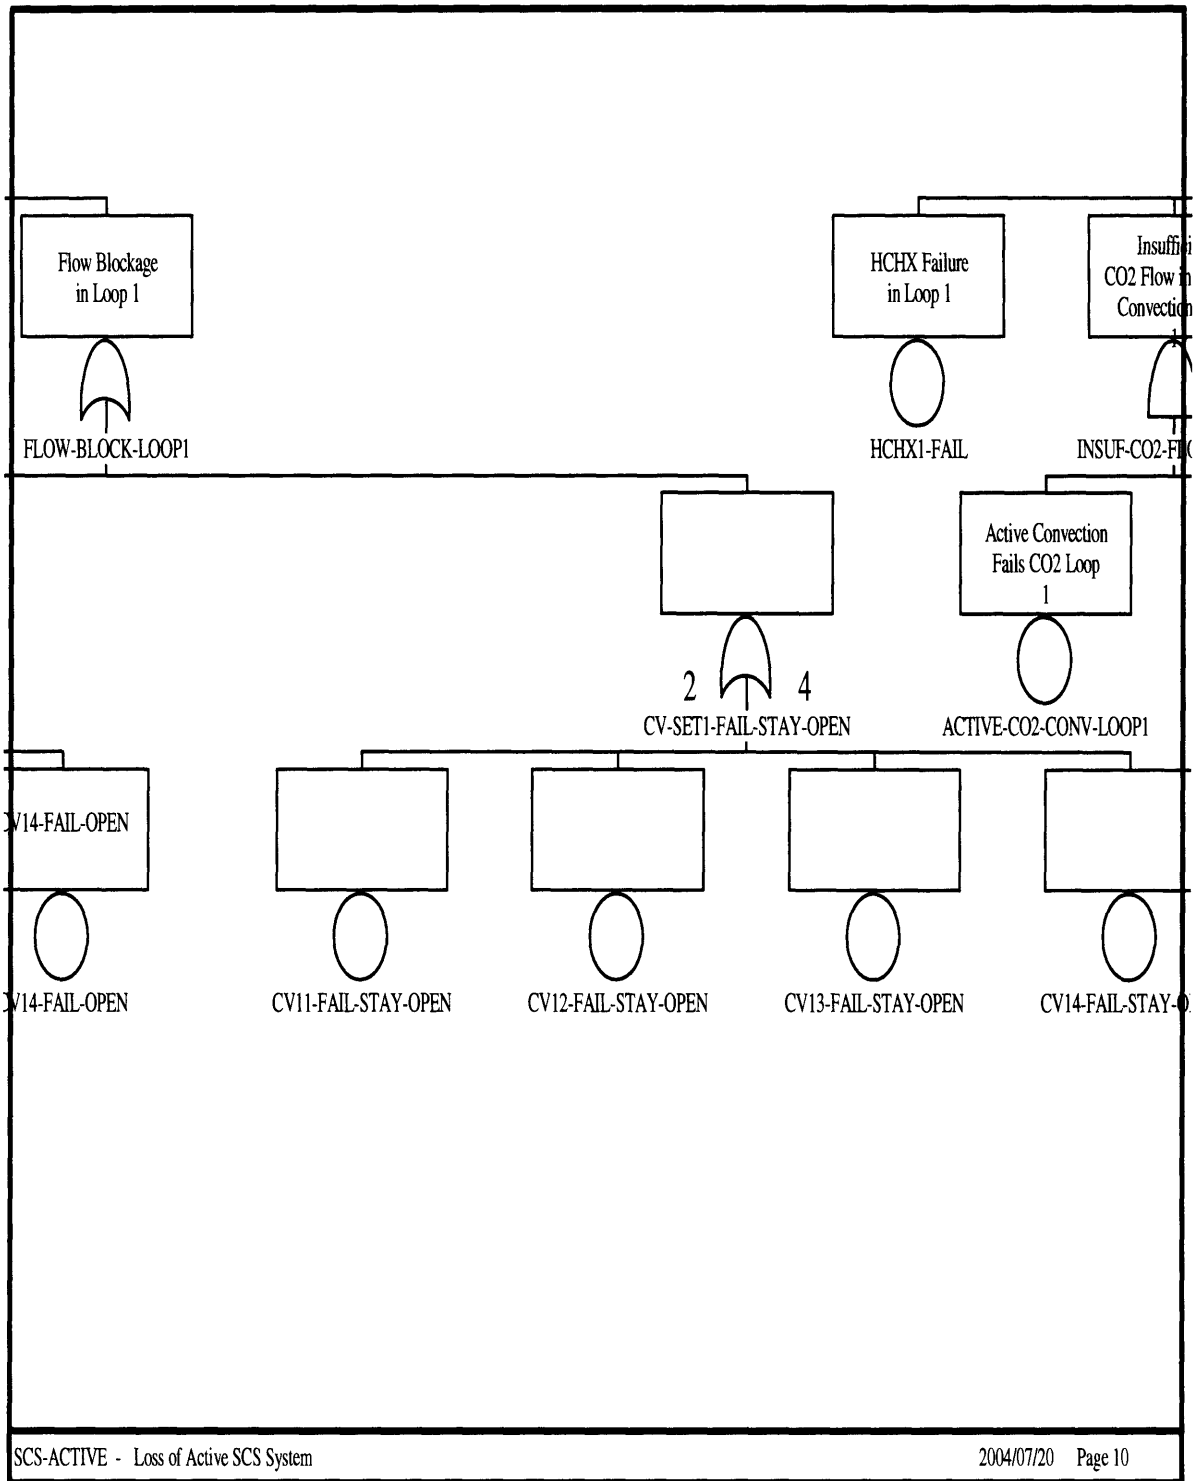 Flow Blockage
in Loop 1
HCHX Failure
in Loop 1
CO2 Flow in
1
FLOW-BLOCK-LOOP1
HCHX1-FAIL
INSUF-CO2-
Active Convection
Fails CO2 Loop
1
2 4
CV-SET1-FAIL-STAY-OPEN
ACTIVE-CO2-CONV-LOOP1
V14-FAIL-OPEN
V14-FAIL-OPEN
CV11-FAIL-STAY-OPEN
CV12-FAIL-STAY-OPEN
CV13-FAIL-STAY-OPEN
CV14-FAIL-STAY-O
SCS-ACTIVE - Loss of Active SCS System
2004/07/20 Page 10